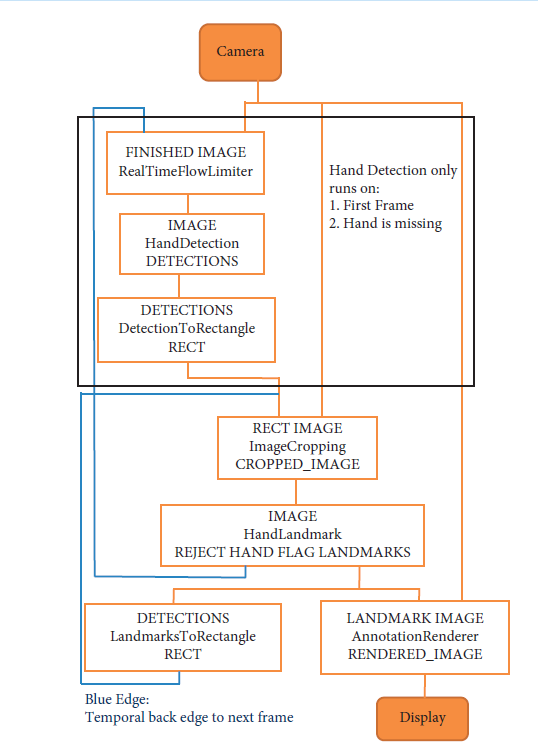 Camera
FINISHED IMAGE
RealTimeFlowLimiter
Hand Detection only
runs on:
1. First Frame
2. Hand is missing
IMAGE
HandDetection
DETECTIONS
DETECTIONS
DetectionToRectangle
RECT
RECT IMAGE
ImageCropping
CROPPED_IMAGE
IMAGE
HandLandmark
REJECT HAND FLAG LANDMARKS
DETECTIONS
LandmarksToRectangle
RECT
LANDMARK IMAGE
AnnotationRenderer
RENDERED_IMAGE
Blue Edge:
Temporal back edge to next frame
Display